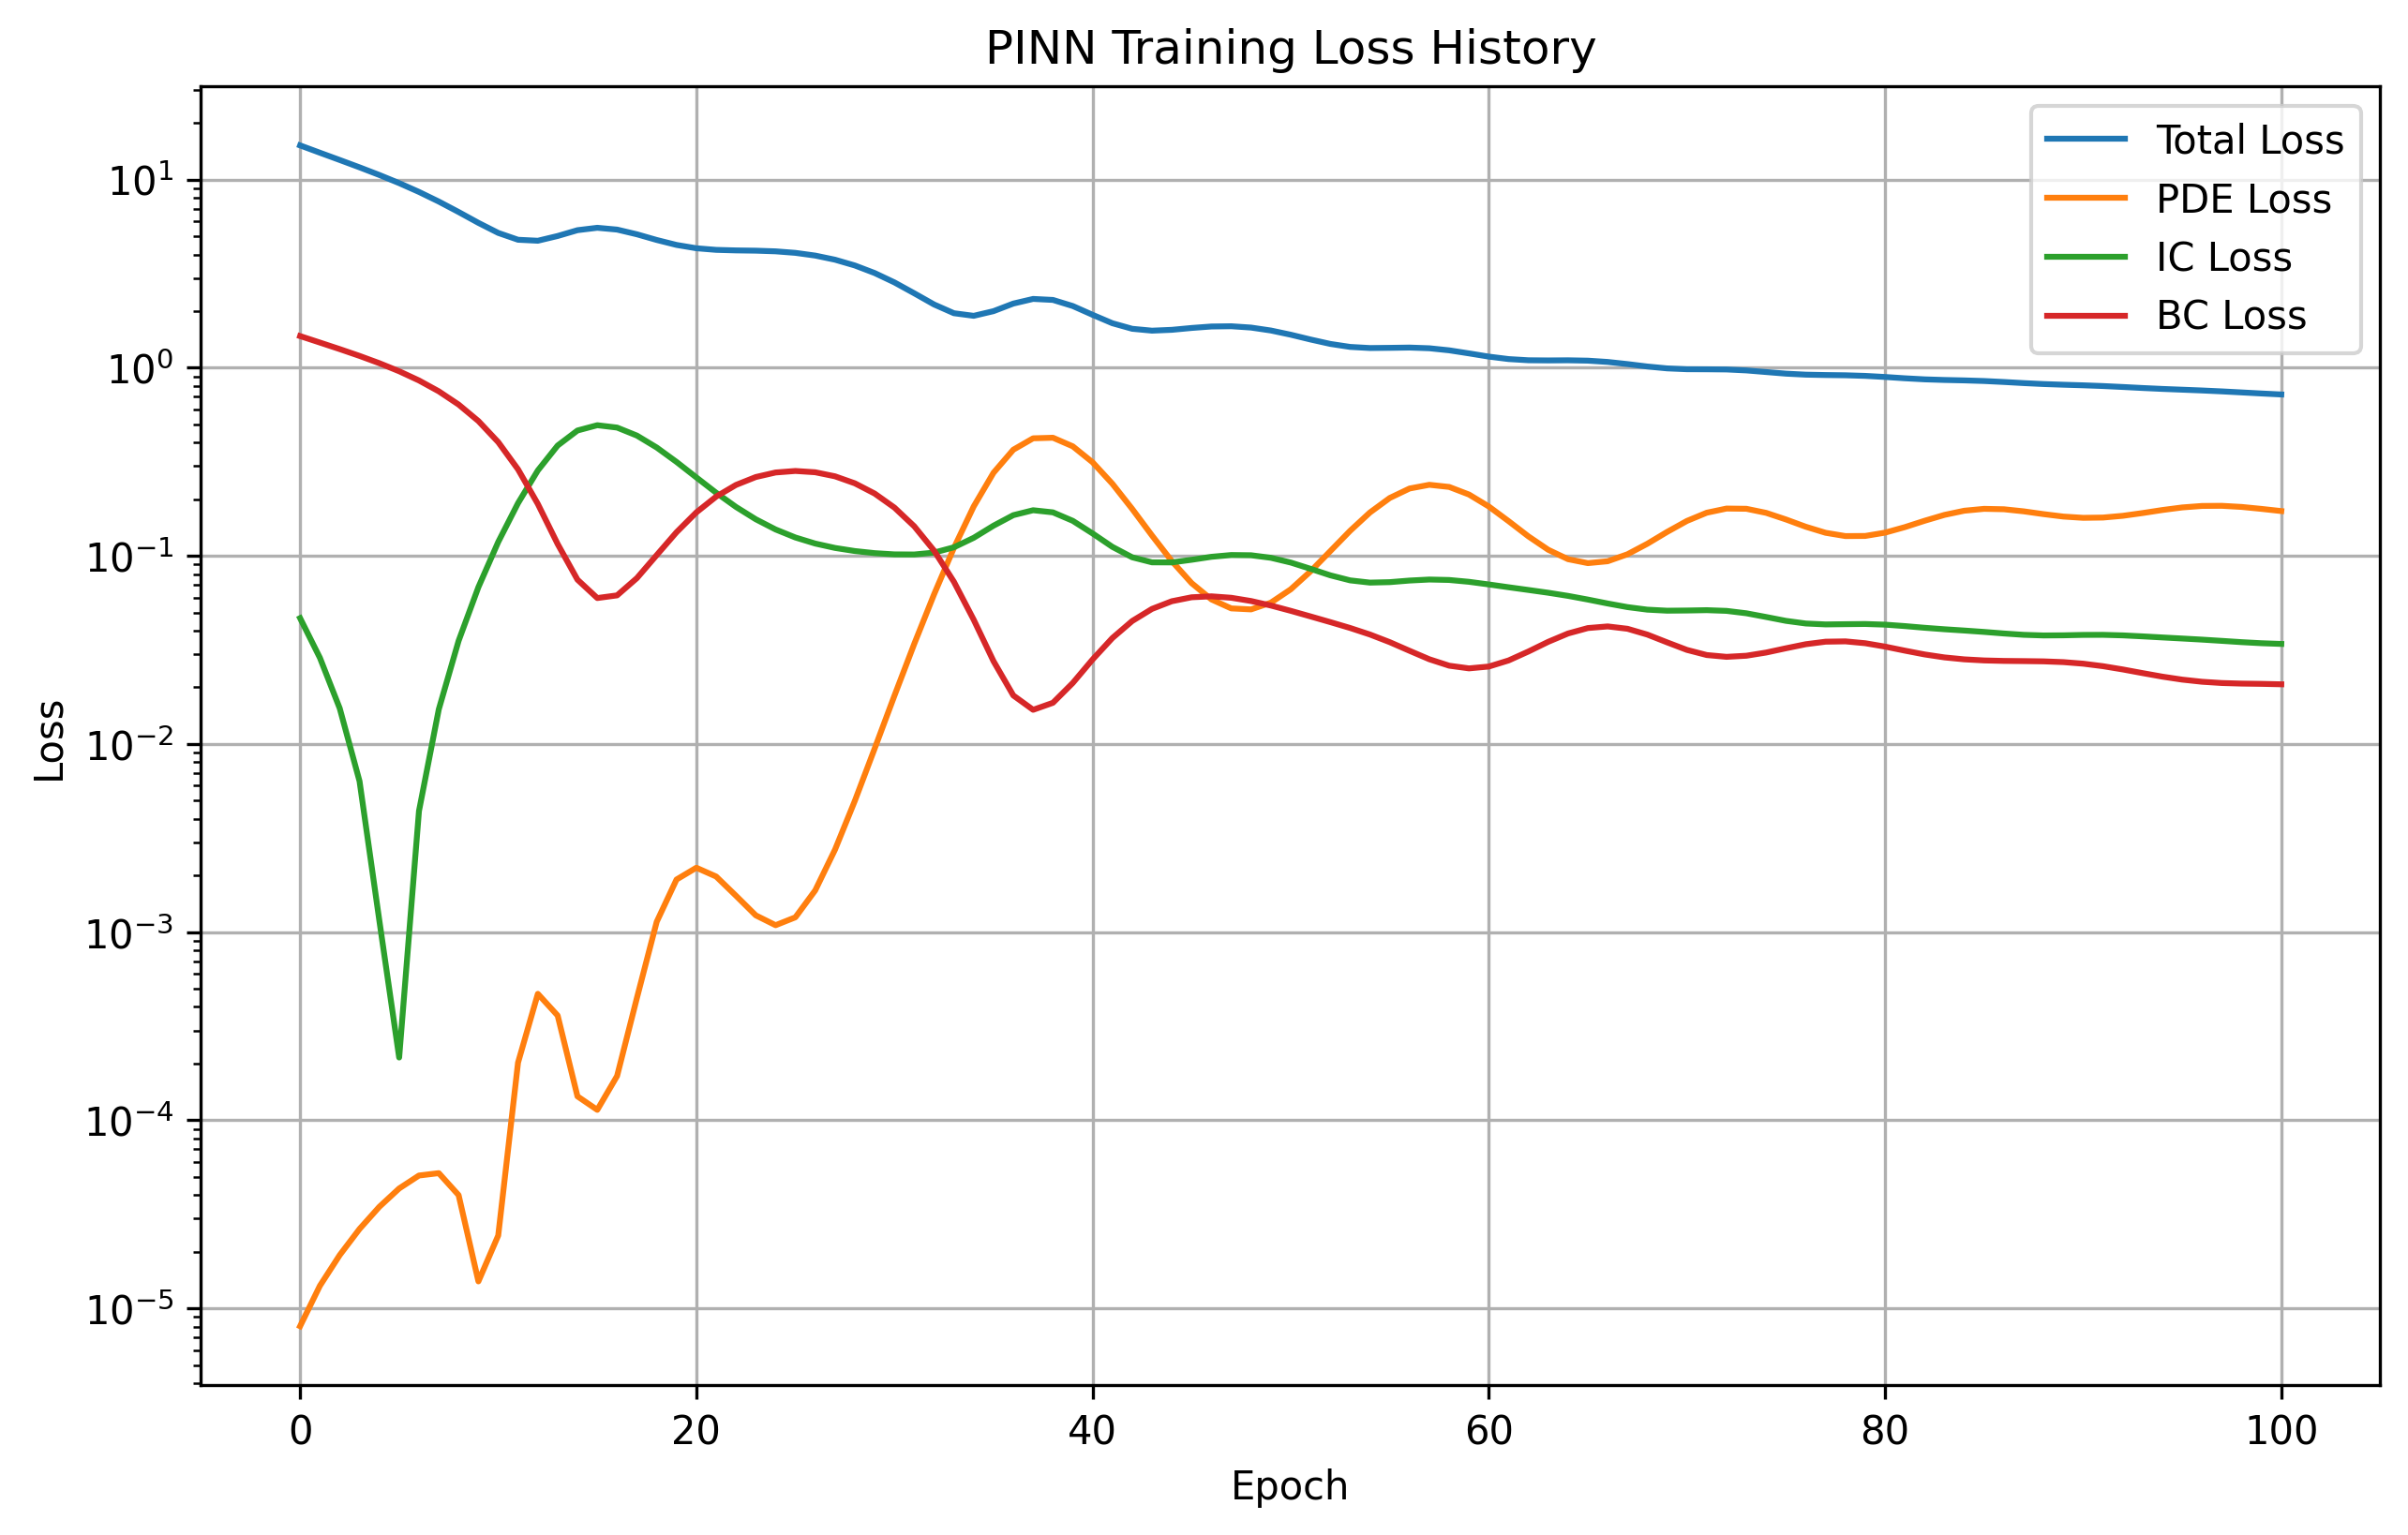 PINN Training Loss History
Total Loss
PDE Loss
IC Loss
BC Loss
10¹
10⁰
10⁻¹
10⁻²
10⁻³
10⁻⁴
10⁻⁵
Loss
0 20 40 60 80 100
Epoch